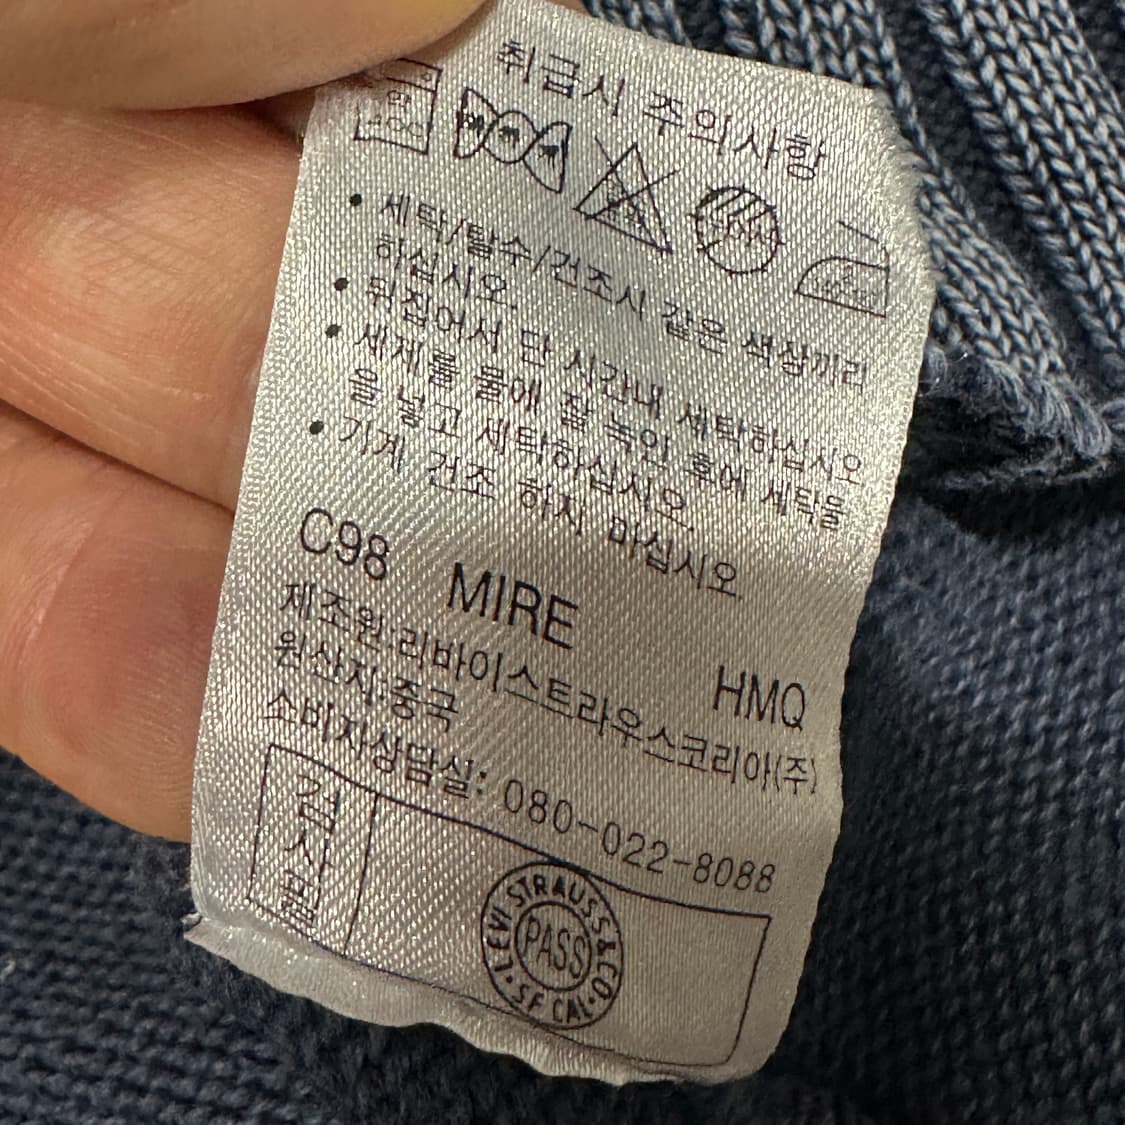 취급시 주의사항
• 세탁/탈수/건조시 같은 색상끼리
하십시오.
• 뒤집어서 단 시간내 세탁하십시오
• 세제를 물에 잘 녹인 후에 세탁물
을 넣고 세탁하십시오.
• 기계 건조 하지 마십시오
C98 MIRE HMQ
제조원:리바이스트라우스코리아(주)
원산지:중국
소비자상담실: 080-022-8088
검사필
LEVI STRAUSS & CO
PASS
S F CAL